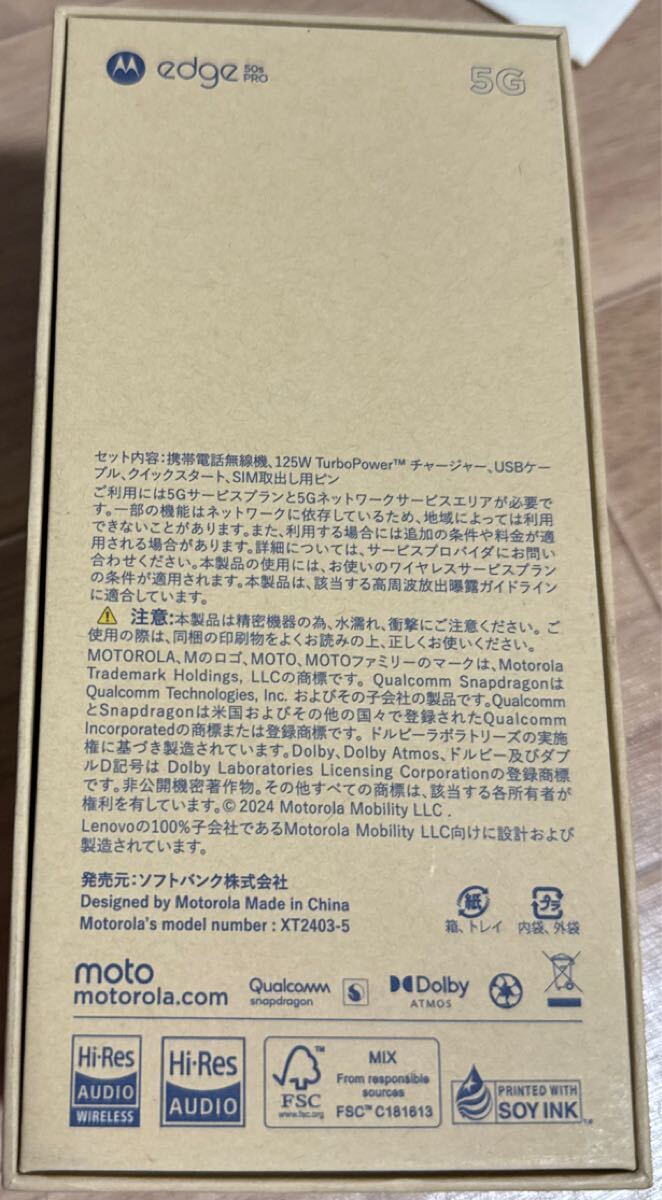 edge 50s PRO
5G
セット内容：携帯電話無線機、125W TurboPower™ チャージャー、USBケー
ブル、クイックスタート、SIM取出し用ピン
ご利用には5Gサービスプランと5Gネットワークサービスエリアが必要で
す。一部の機能はネットワークに依存しているため、地域によっては利用
できないことがあります。また、利用する場合には追加の条件や料金が適
用される場合があります。詳細については、サービスプロバイダにお問い
合わせください。本製品の使用には、お使いのワイヤレスサービスプラン
の条件が適用されます。本製品は、該当する高周波放出曝露ガイドライン
に適合しています。
注意：本製品は精密機器の為、水濡れ、衝撃にご注意ください。ご
使用の際は、同梱の印刷物をよくお読みの上、正しくお使いください。
MOTOROLA、Mのロゴ、MOTO、MOTOファミリーのマークは、Motorola
Trademark Holdings, LLCの商標です。 Qualcomm Snapdragonは
Qualcomm Technologies, Inc. およびその子会社の製品です。Qualcomm
とSnapdragonは米国およびその他の国々で登録されたQualcomm
Incorporatedの商標または登録商標です。 ドルビーラボラトリーズの実施
権に基づき製造されています。Dolby、Dolby Atmos、ドルビー及びダブ
ルD記号は Dolby Laboratories Licensing Corporationの登録商標
です。非公開機密著作物。その他すべての商標は、該当する各所有者が
権利を有しています。© 2024 Motorola Mobility LLC .
Lenovoの100%子会社であるMotorola Mobility LLC向けに設計および
製造されています。
発売元：ソフトバンク株式会社
Designed by Motorola Made in China
Motorola's model number : XT2403-5
紙
箱、トレイ
プラ
内袋、外袋
moto
motorola.com
Qualcomm
snapdragon
Dolby
ATMOS
Hi-Res
AUDIO
WIRELESS
Hi-Res
AUDIO
FSC
www.fsc.org
MIX
From responsible
sources
FSC™ C181613
PRINTED WITH
SOY INK™